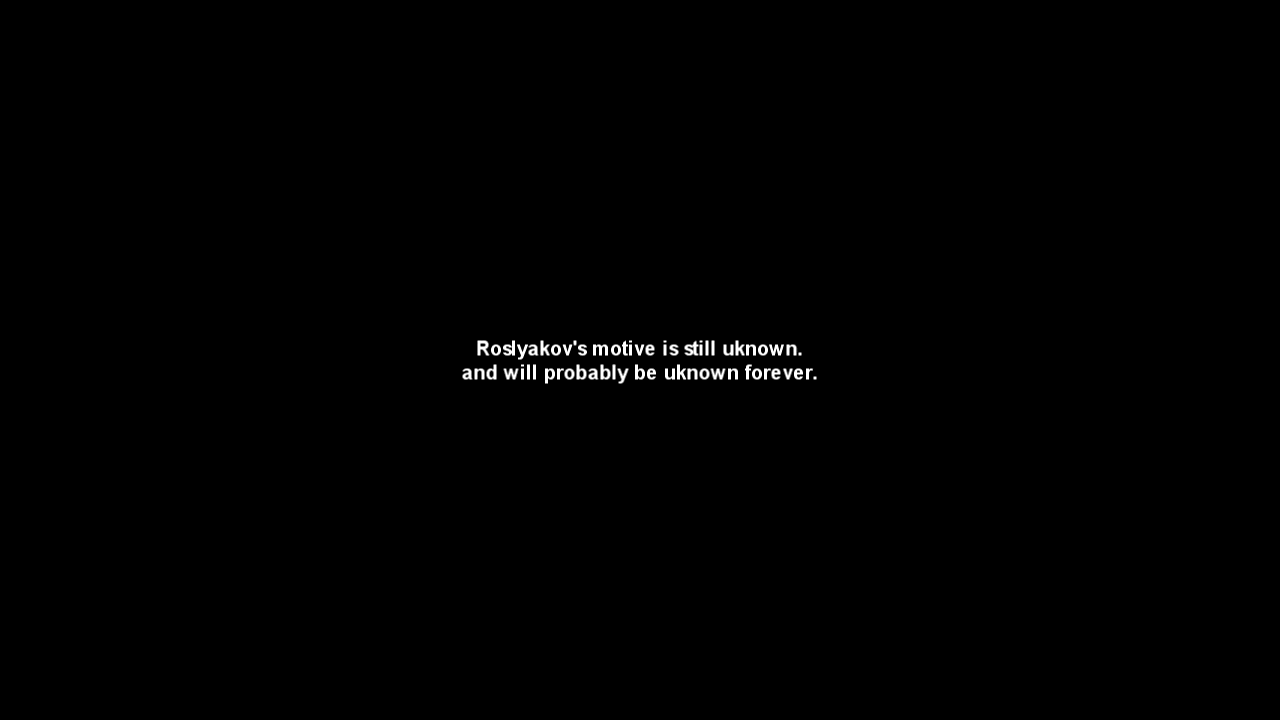 Roslyakov's motive is still uknown.
and will probably be uknown forever.